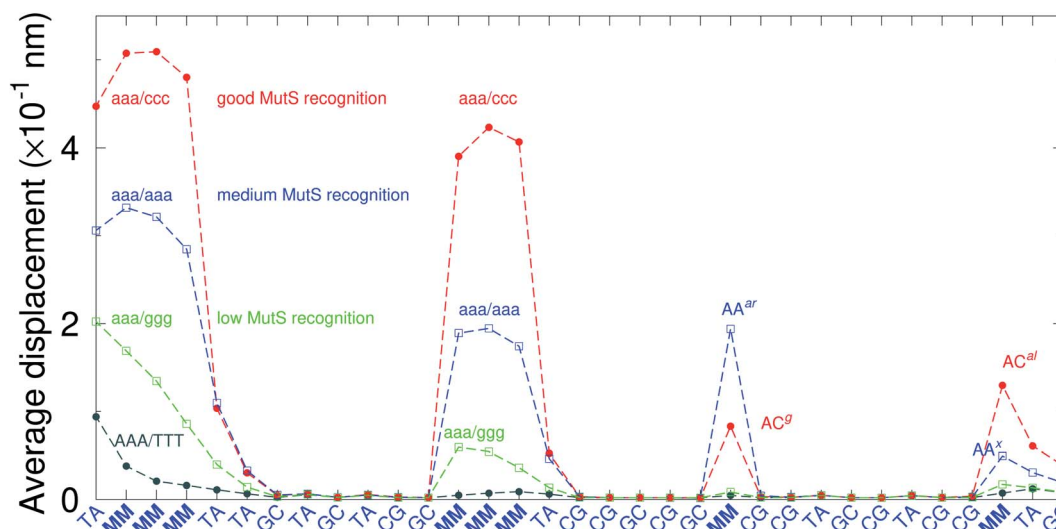 Average displacement (×10⁻¹ nm)
4
2
0
aaa/ccc
good MutS recognition
aaa/ccc
aaa/aaa
medium MutS recognition
aaa/aaa
AA^ar
aaa/ggg
low MutS recognition
AC^al
AC^g
aaa/ggg
AAA/TTT
AA^x
TA MM MM MM TA TA GC TA GC TA CG GC MM MM MM TA CG CG CG CG GC MM CG CG TA GC GC TA CG CG MM TA